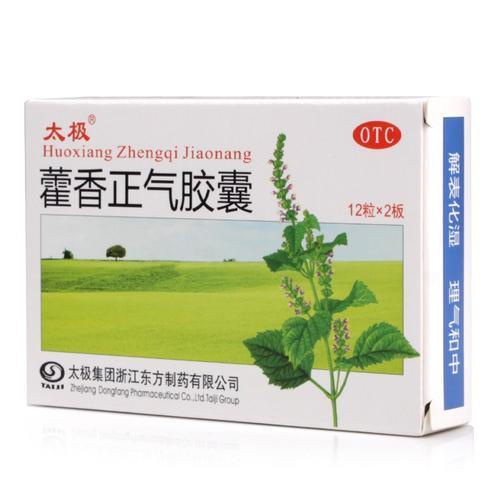 太极®
Huoxiang Zhengqi Jiaonang
藿香正气胶囊
OTC
12粒×2板
TAIJI
太极集团浙江东方制药有限公司
Zhejiang Dongfang Pharmaceutical Co.,Ltd.Taiji Group
解表化湿 理气和中